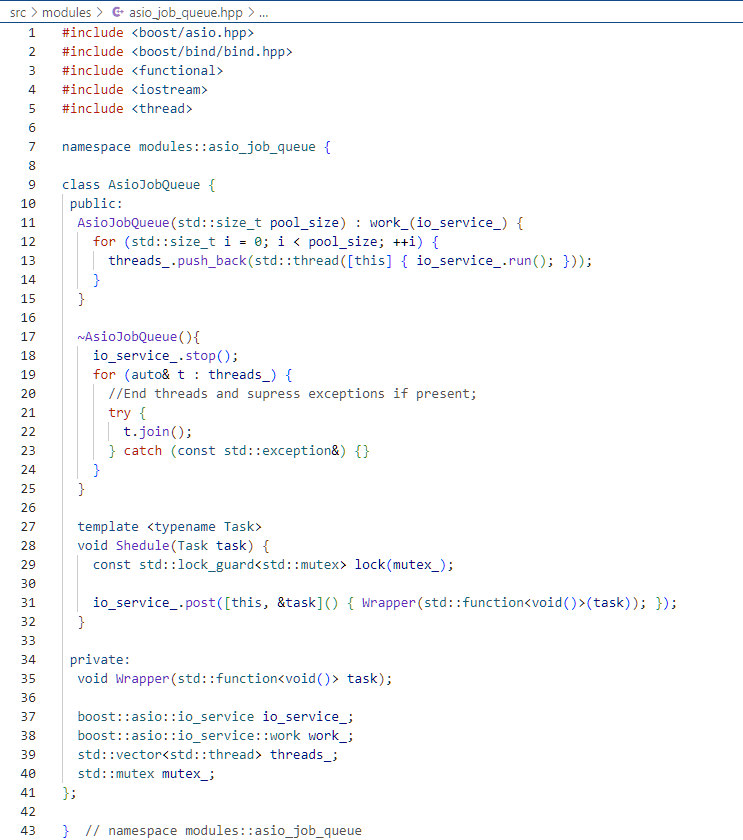 src > modules > asio_job_queue.hpp > ...
1 #include <boost/asio.hpp>
2 #include <boost/bind/bind.hpp>
3 #include <functional>
4 #include <iostream>
5 #include <thread>
6
7 namespace modules::asio_job_queue {
8
9 class AsioJobQueue {
10  public:
11   AsioJobQueue(std::size_t pool_size) : work_(io_service_) {
12     for (std::size_t i = 0; i < pool_size; ++i) {
13       threads_.push_back(std::thread([this] { io_service_.run(); }));
14     }
15   }
16
17   ~AsioJobQueue(){
18     io_service_.stop();
19     for (auto& t : threads_) {
20       //End threads and supress exceptions if present;
21       try {
22         t.join();
23       } catch (const std::exception&) {}
24     }
25   }
26
27   template <typename Task>
28   void Shedule(Task task) {
29     const std::lock_guard<std::mutex> lock(mutex_);
30
31     io_service_.post([this, &task]() { Wrapper(std::function<void()>(task)); });
32   }
33
34  private:
35   void Wrapper(std::function<void()> task);
36
37   boost::asio::io_service io_service_;
38   boost::asio::io_service::work work_;
39   std::vector<std::thread> threads_;
40   std::mutex mutex_;
41 };
42
43 }  // namespace modules::asio_job_queue